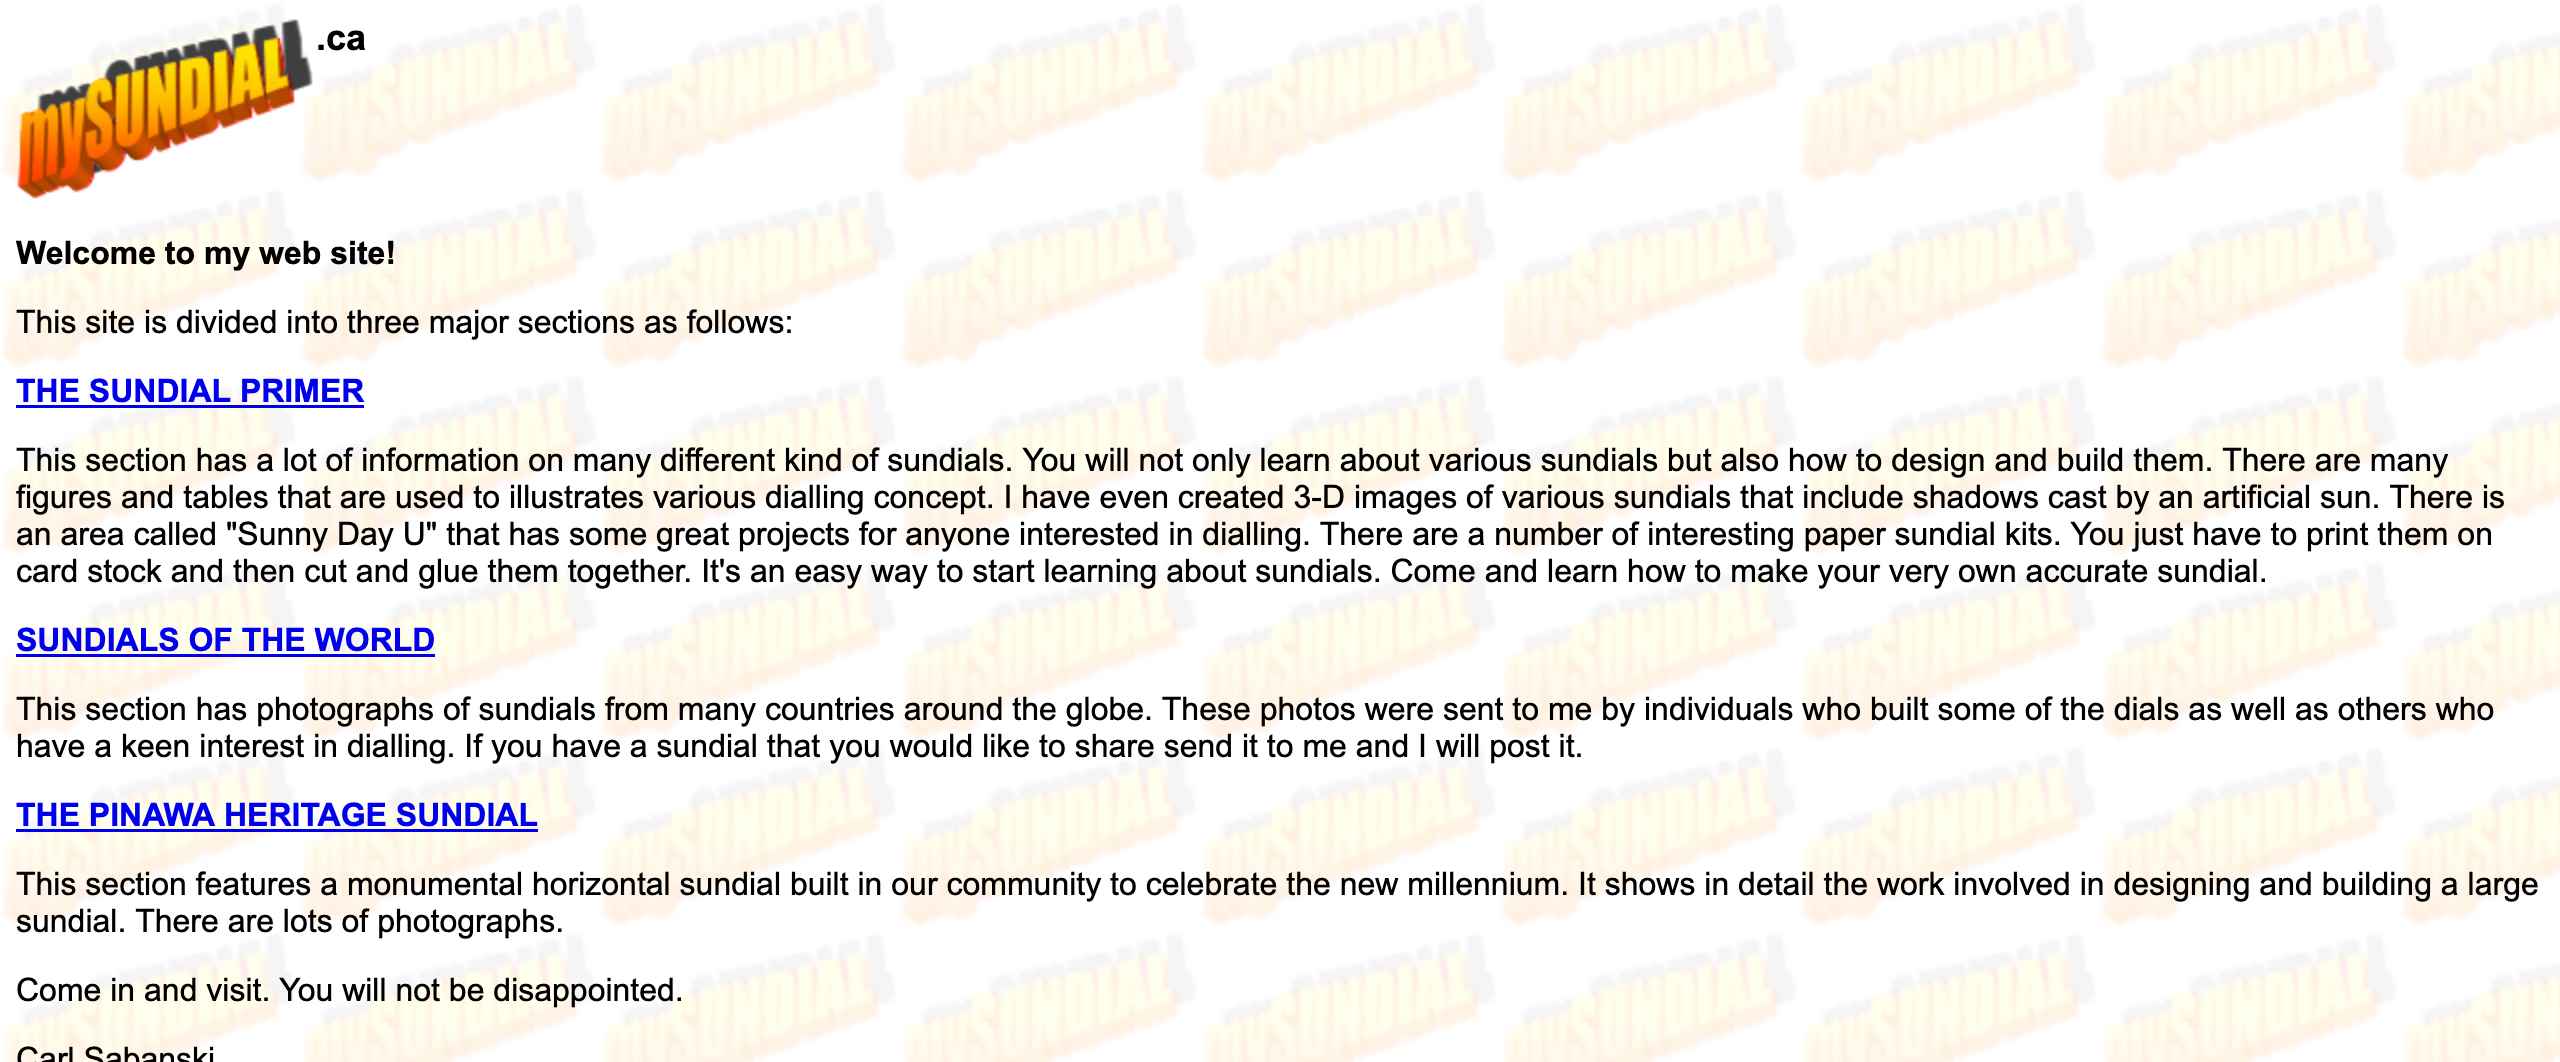 mySUNDIAL .ca
Welcome to my web site!
This site is divided into three major sections as follows:
THE SUNDIAL PRIMER
This section has a lot of information on many different kind of sundials. You will not only learn about various sundials but also how to design and build them. There are many
figures and tables that are used to illustrates various dialling concept. I have even created 3-D images of various sundials that include shadows cast by an artificial sun. There is
an area called "Sunny Day U" that has some great projects for anyone interested in dialling. There are a number of interesting paper sundial kits. You just have to print them on
card stock and then cut and glue them together. It's an easy way to start learning about sundials. Come and learn how to make your very own accurate sundial.
SUNDIALS OF THE WORLD
This section has photographs of sundials from many countries around the globe. These photos were sent to me by individuals who built some of the dials as well as others who
have a keen interest in dialling. If you have a sundial that you would like to share send it to me and I will post it.
THE PINAWA HERITAGE SUNDIAL
This section features a monumental horizontal sundial built in our community to celebrate the new millennium. It shows in detail the work involved in designing and building a large
sundial. There are lots of photographs.
Come in and visit. You will not be disappointed.
Carl Sabanski